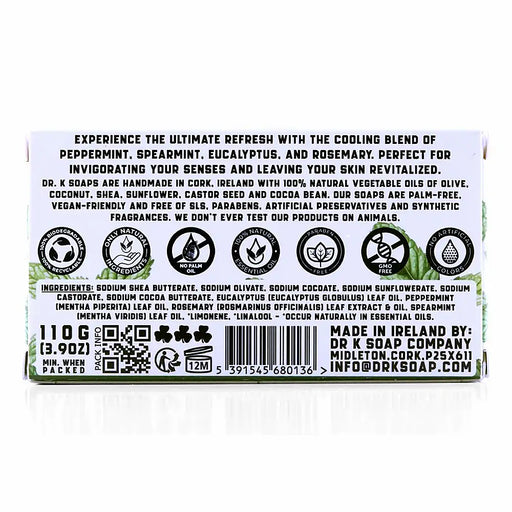 EXPERIENCE THE ULTIMATE REFRESH WITH THE COOLING BLEND OF
PEPPERMINT, SPEARMINT, EUCALYPTUS, AND ROSEMARY. PERFECT FOR
INVIGORATING YOUR SENSES AND LEAVING YOUR SKIN REVITALIZED.
DR. K SOAPS ARE HANDMADE IN CORK, IRELAND WITH 100% NATURAL VEGETABLE OILS OF OLIVE,
COCONUT, SHEA, SUNFLOWER, CASTOR SEED AND COCOA BEAN. OUR SOAPS ARE PALM-FREE,
VEGAN-FRIENDLY AND FREE OF SLS, PARABENS, ARTIFICIAL PRESERVATIVES AND SYNTHETIC
FRAGRANCES. WE DON'T EVER TEST OUR PRODUCTS ON ANIMALS.
100% BIODEGRADABLE
100% RECYCLABLE
ONLY NATURAL
INGREDIENTS
NO PALM
OIL
100% NATURAL
ESSENTIAL OIL
PARABEN
FREE
GMO
FREE
NO ARTIFICIAL
COLORS
INGREDIENTS: SODIUM SHEA BUTTERATE, SODIUM OLIVATE, SODIUM COCOATE, SODIUM SUNFLOWERATE, SODIUM
CASTORATE, SODIUM COCOA BUTTERATE, EUCALYPTUS (EUCALYPTUS GLOBULUS) LEAF OIL, PEPPERMINT
(MENTHA PIPERITA) LEAF OIL, ROSEMARY (ROSMARINUS OFFICINALIS) LEAF EXTRACT & OIL, SPEARMINT
(MENTHA VIRIDIS) LEAF OIL, *LIMONENE, *LINALOOL - *OCCUR NATURALLY IN ESSENTIAL OILS.
110G
(3.9OZ)
MIN. WHEN
PACKED
PACK INFO
12M
5 391545 680136 >
MADE IN IRELAND BY:
DR K SOAP COMPANY
MIDLETON,CORK,P25X611
INFO@DRKSOAP.COM